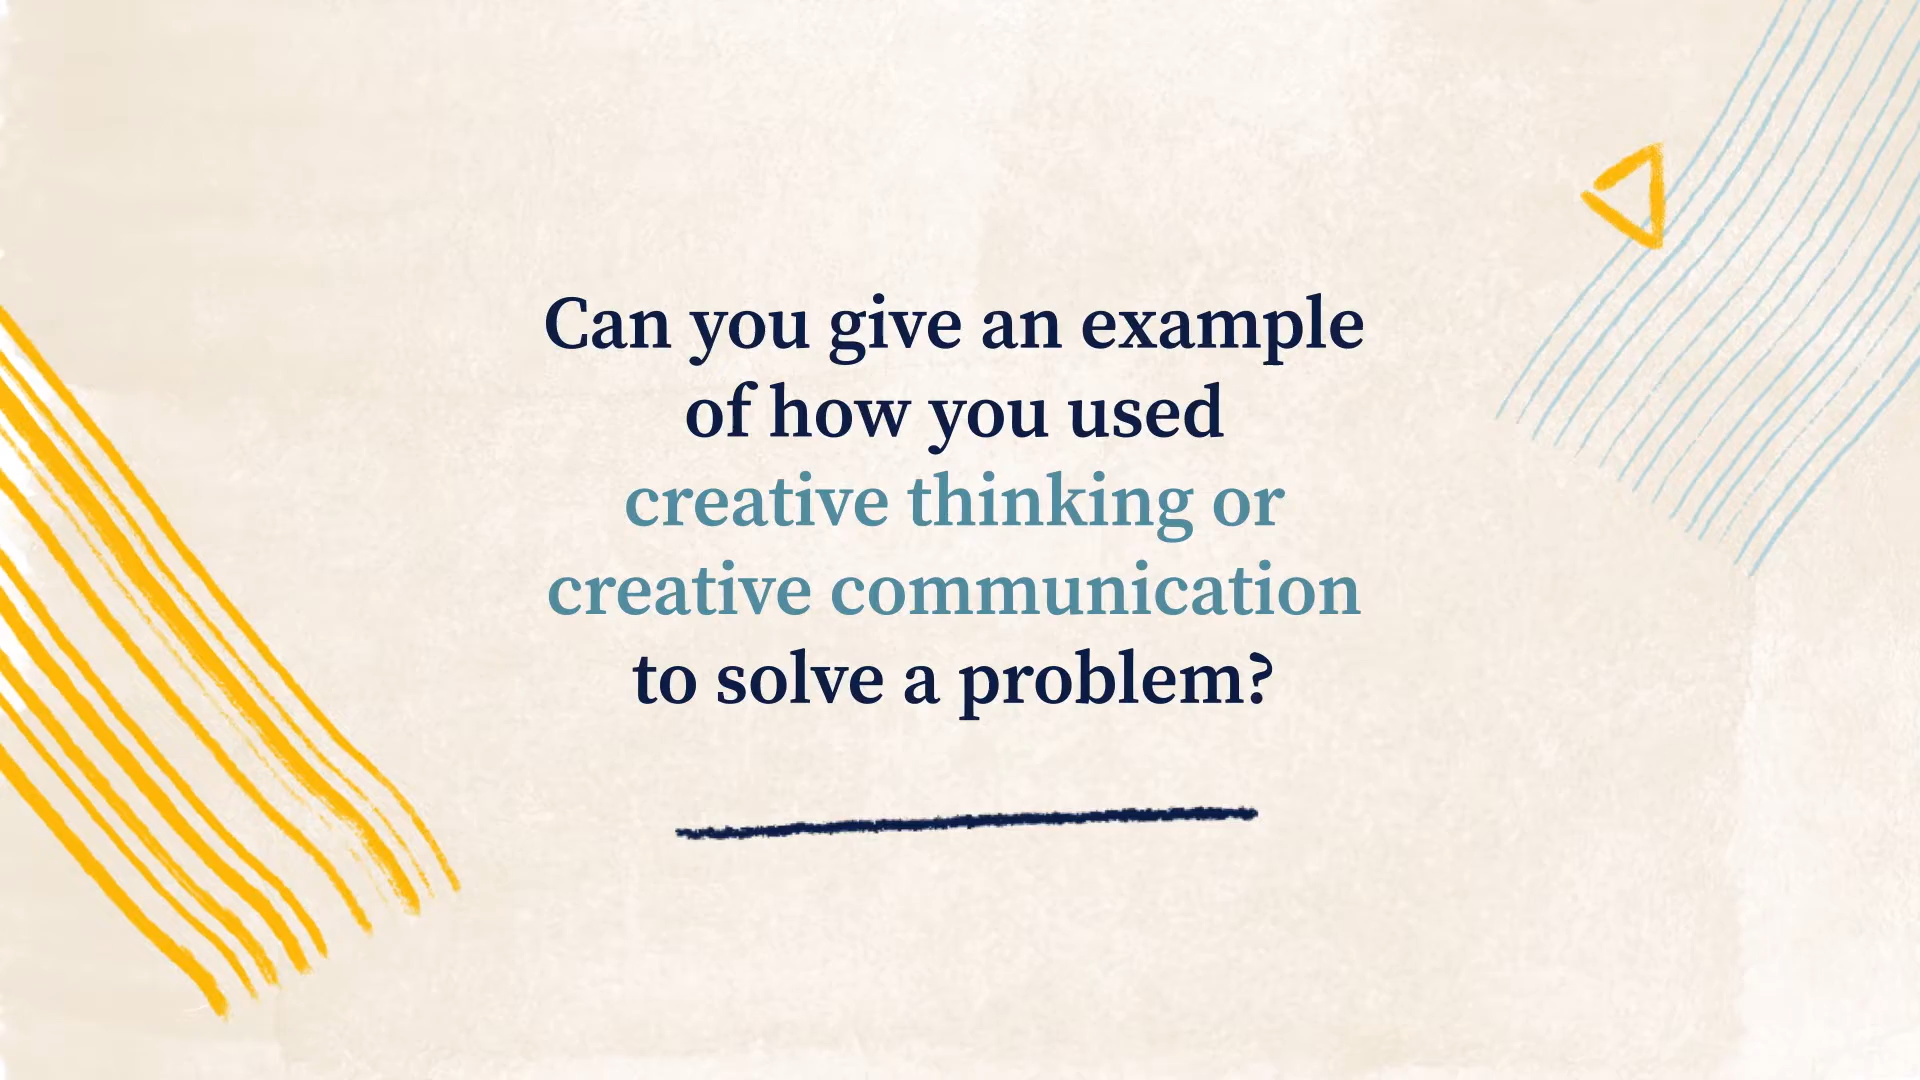 Can you give an example
of how you used
creative thinking or
creative communication
to solve a problem?